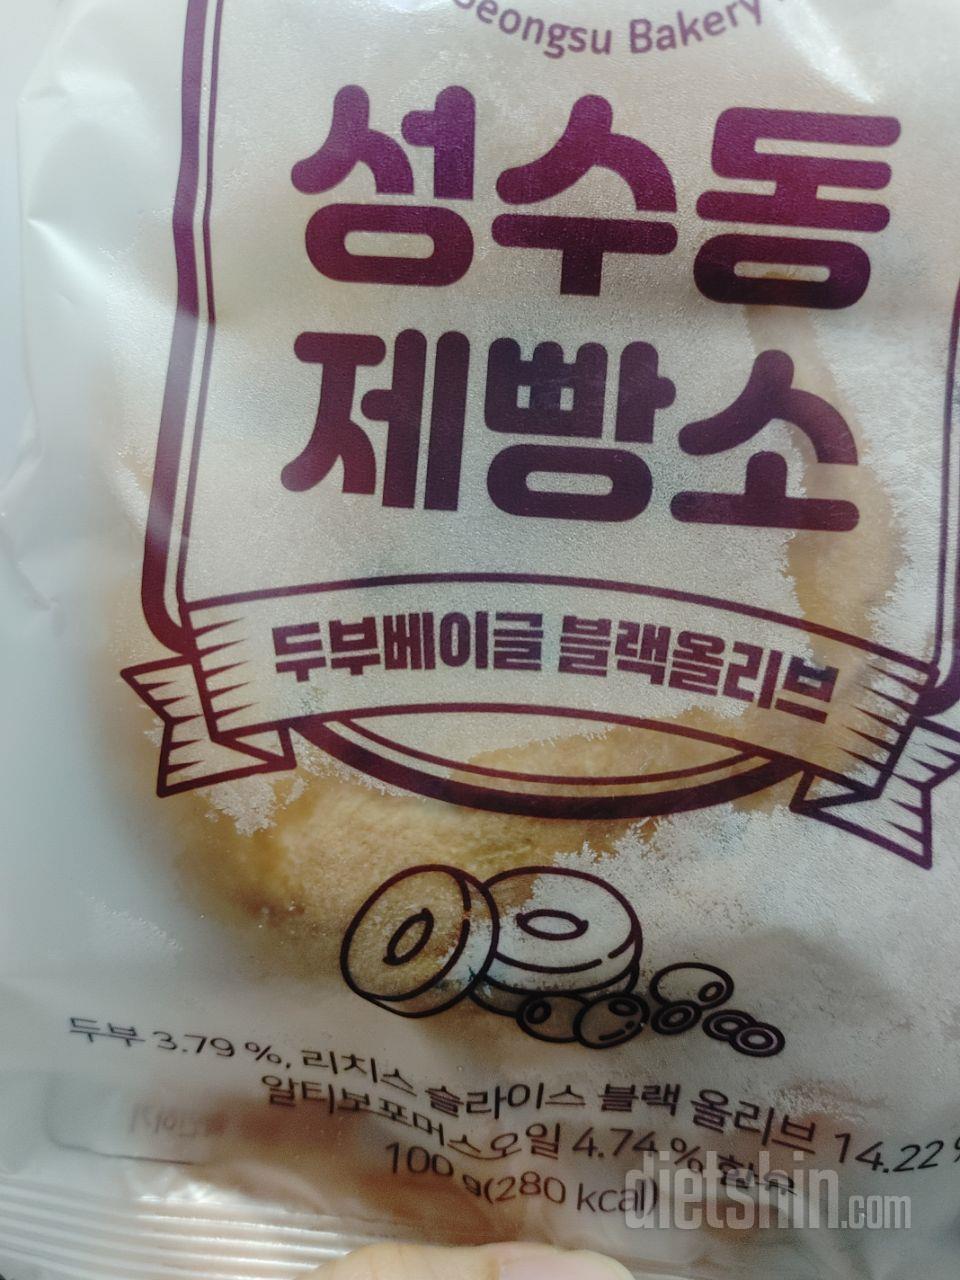 Seongsu Bakery
성수동
제빵소
두부베이글 블랙올리브
두부 3.79 %, 리치스 슬라이스 블랙 올리브 14.22%
알티보포머스오일 4.74 % 함유
100 g(280 kcal)
dietshin.com